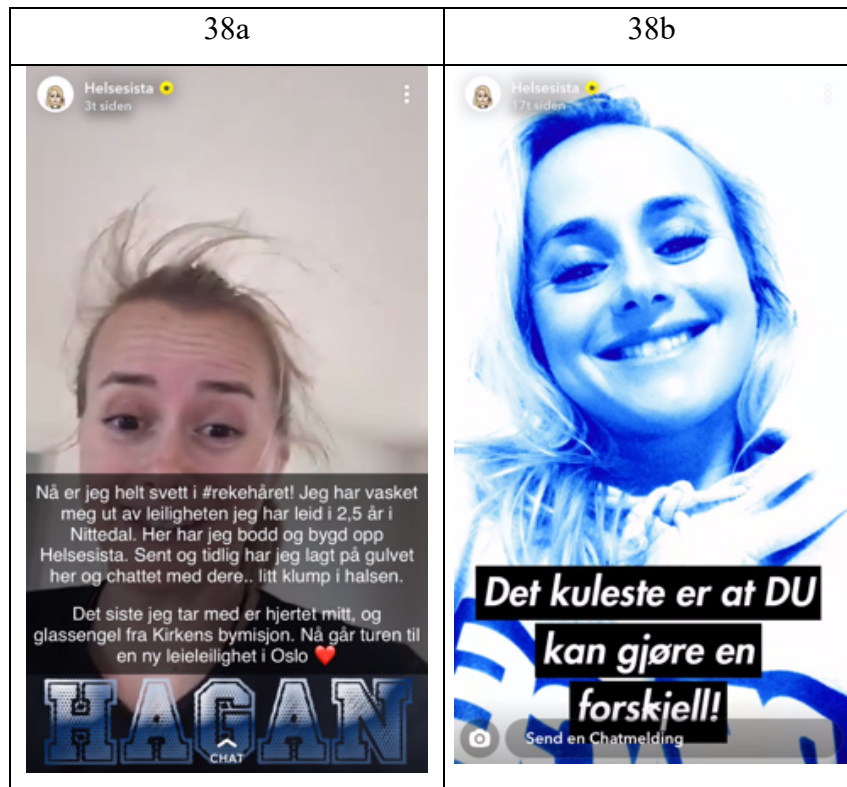 38a
38b
Helsesista
3t siden
Nå er jeg helt svett i #rekehåret! Jeg har vasket
meg ut av leiligheten jeg har leid i 2,5 år i
Nittedal. Her har jeg bodd og bygd opp
Helsesista. Sent og tidlig har jeg lagt på gulvet
her og chattet med dere.. litt klump i halsen.
Det siste jeg tar med er hjertet mitt, og
glassengel fra Kirkens bymisjon. Nå går turen til
en ny leieleilighet i Oslo ❤️
HAGAN
CHAT
Helsesista
17t siden
Det kuleste er at DU
kan gjøre en
forskjell!
Send en Chatmelding